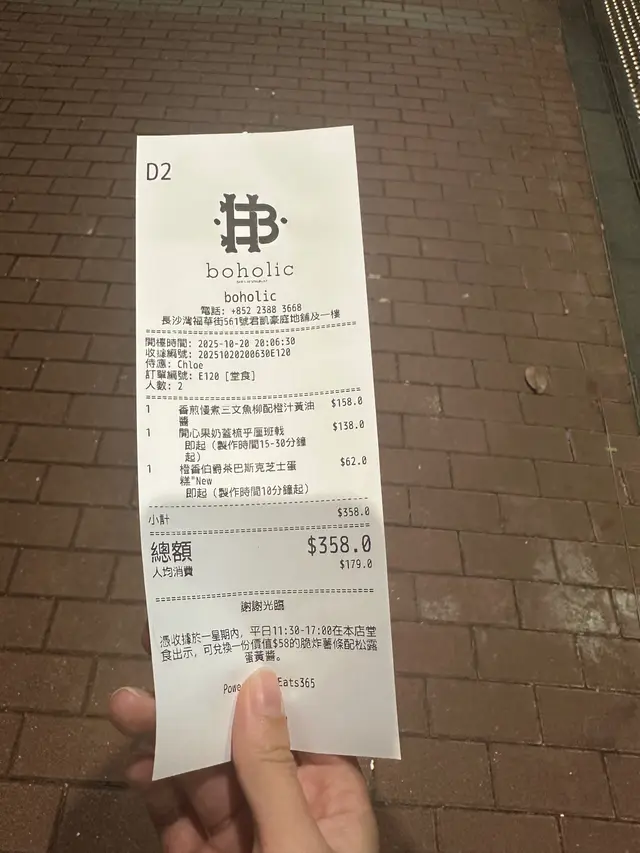 D2
HB
boholic
boholic
電話: +852 2388 3668
長沙灣福華街561號君凱豪庭地舖及一樓
開檯時間: 2025-10-20 20:06:30
收據編號: 20251020200630E120
侍應: Chloe
訂單編號: E120 [堂食]
人數: 2
1 香煎慢煮三文魚柳配橙汁黃油 $158.0
醬
1 開心果奶蓋梳乎厘班戟 $138.0
即起（製作時間15-30分鐘
起）
1 橙香伯爵茶巴斯克芝士蛋 $62.0
糕"New
即起（製作時間10分鐘起）
小計 $358.0
總額 $358.0
人均消費 $179.0
謝謝光臨
憑收據於一星期內, 平日11:30-17:00在本店堂
食出示, 可兌換一份價值$58的脆炸薯條配松露
蛋黃醬。
Powe Eats365